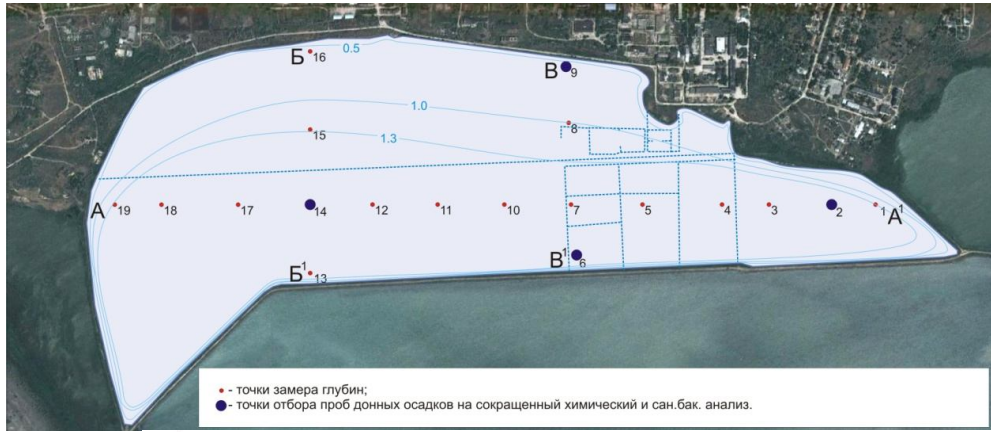 0.5
Б
16
В
9
1.0
8
15
1.3
А
19
18
17
14
12
11
10
7
5
4
3
2
1
А¹
Б¹
13
В¹
6
- точки замера глубин;
- точки отбора проб донных осадков на сокращенный химический и сан.бак. анализ.